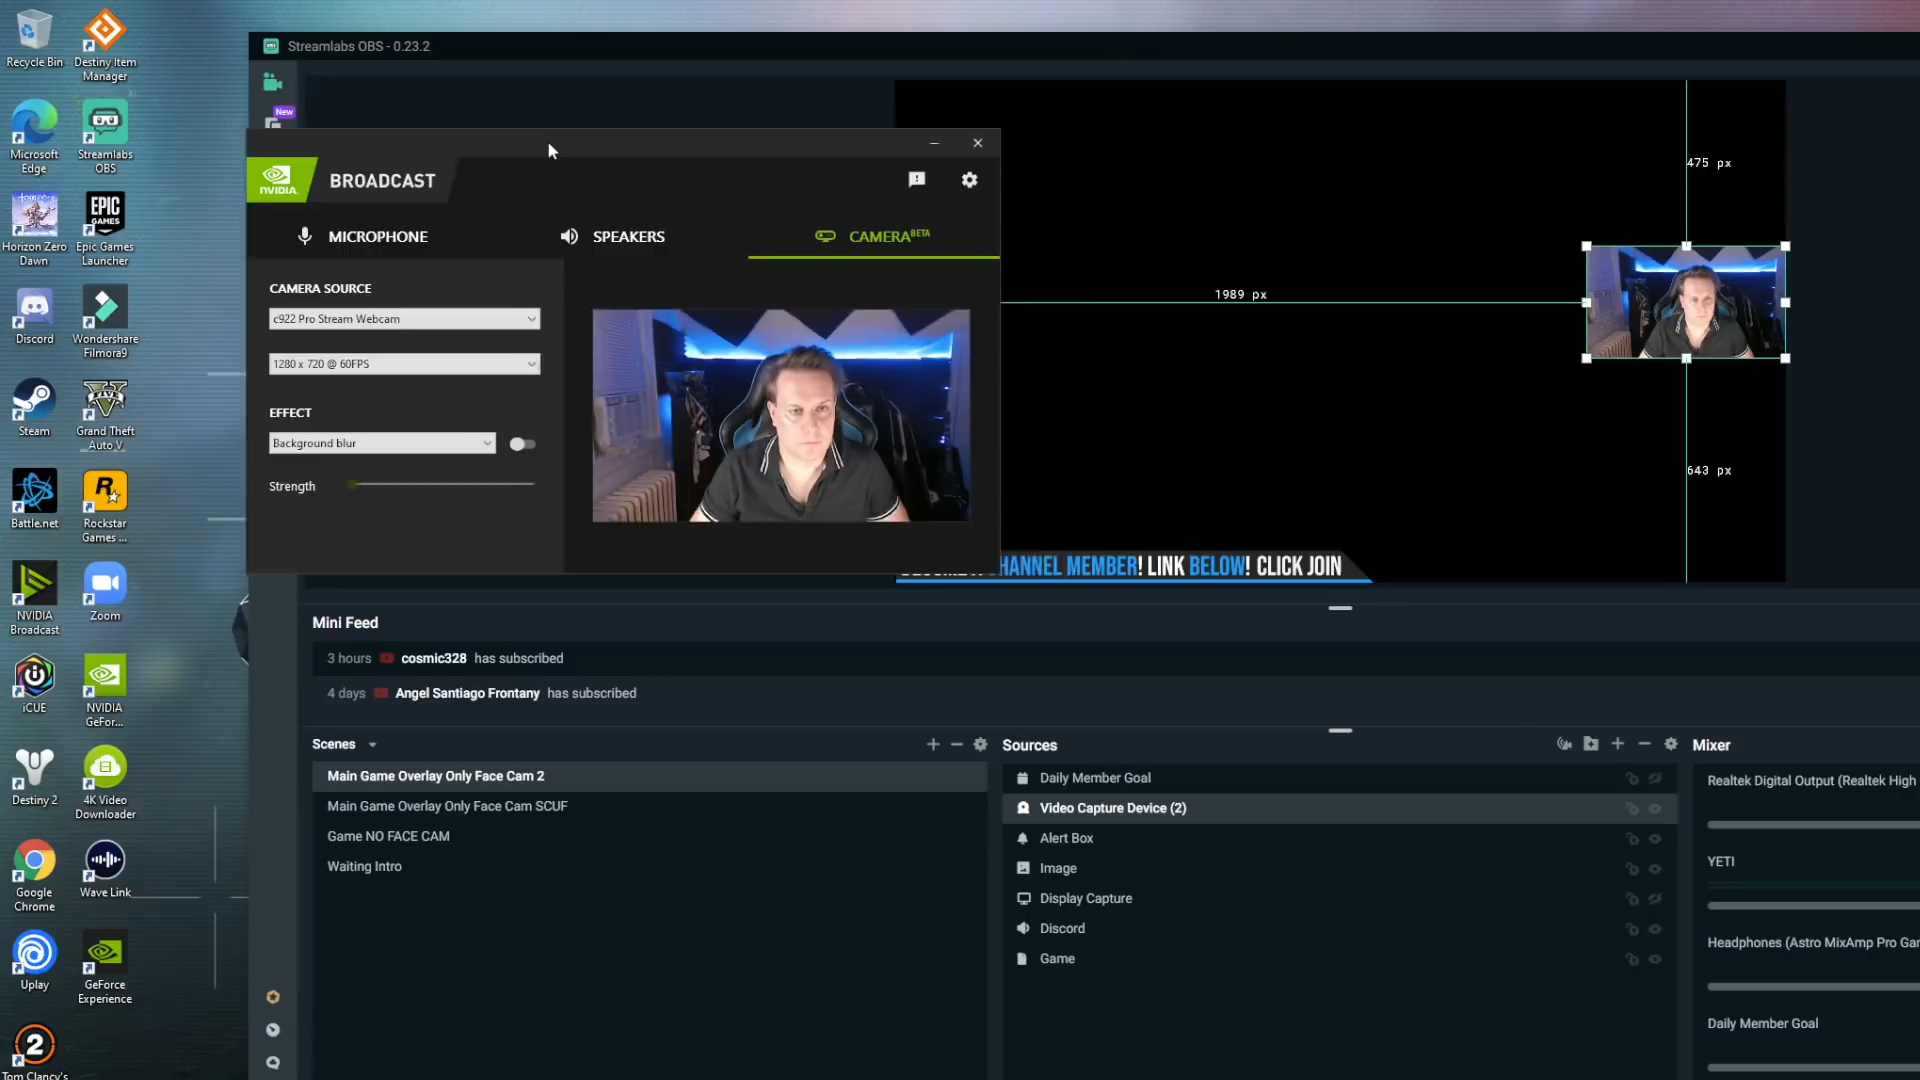 Recycle Bin
Destiny Item
Manager
Microsoft
Edge
Streamlabs
OBS
Horizon Zero
Dawn
EPIC
GAMES
Epic Games
Launcher
Discord
Wondershare
Filmora9
Steam
Grand Theft
Auto V
Battle.net
Rockstar
Games ...
NVIDIA
Broadcast
Zoom
iCUE
NVIDIA
GeFor...
Destiny 2
4K Video
Downloader
Google
Chrome
Wave Link
Uplay
GeForce
Experience
2
Tom Clancy's
Streamlabs OBS - 0.23.2
New
NVIDIA.
BROADCAST
MICROPHONE
SPEAKERS
CAMERA BETA
CAMERA SOURCE
c922 Pro Stream Webcam
1280 x 720 @ 60FPS
EFFECT
Background blur
Strength
475 px
1989 px
643 px
HANNEL MEMBER! LINK BELOW! CLICK JOIN
Mini Feed
3 hours cosmic328 has subscribed
4 days Angel Santiago Frontany has subscribed
Scenes
Main Game Overlay Only Face Cam 2
Main Game Overlay Only Face Cam SCUF
Game NO FACE CAM
Waiting Intro
Sources
Daily Member Goal
Video Capture Device (2)
Alert Box
Image
Display Capture
Discord
Game
Mixer
Realtek Digital Output (Realtek High
YETI
Headphones (Astro MixAmp Pro Gar
Daily Member Goal